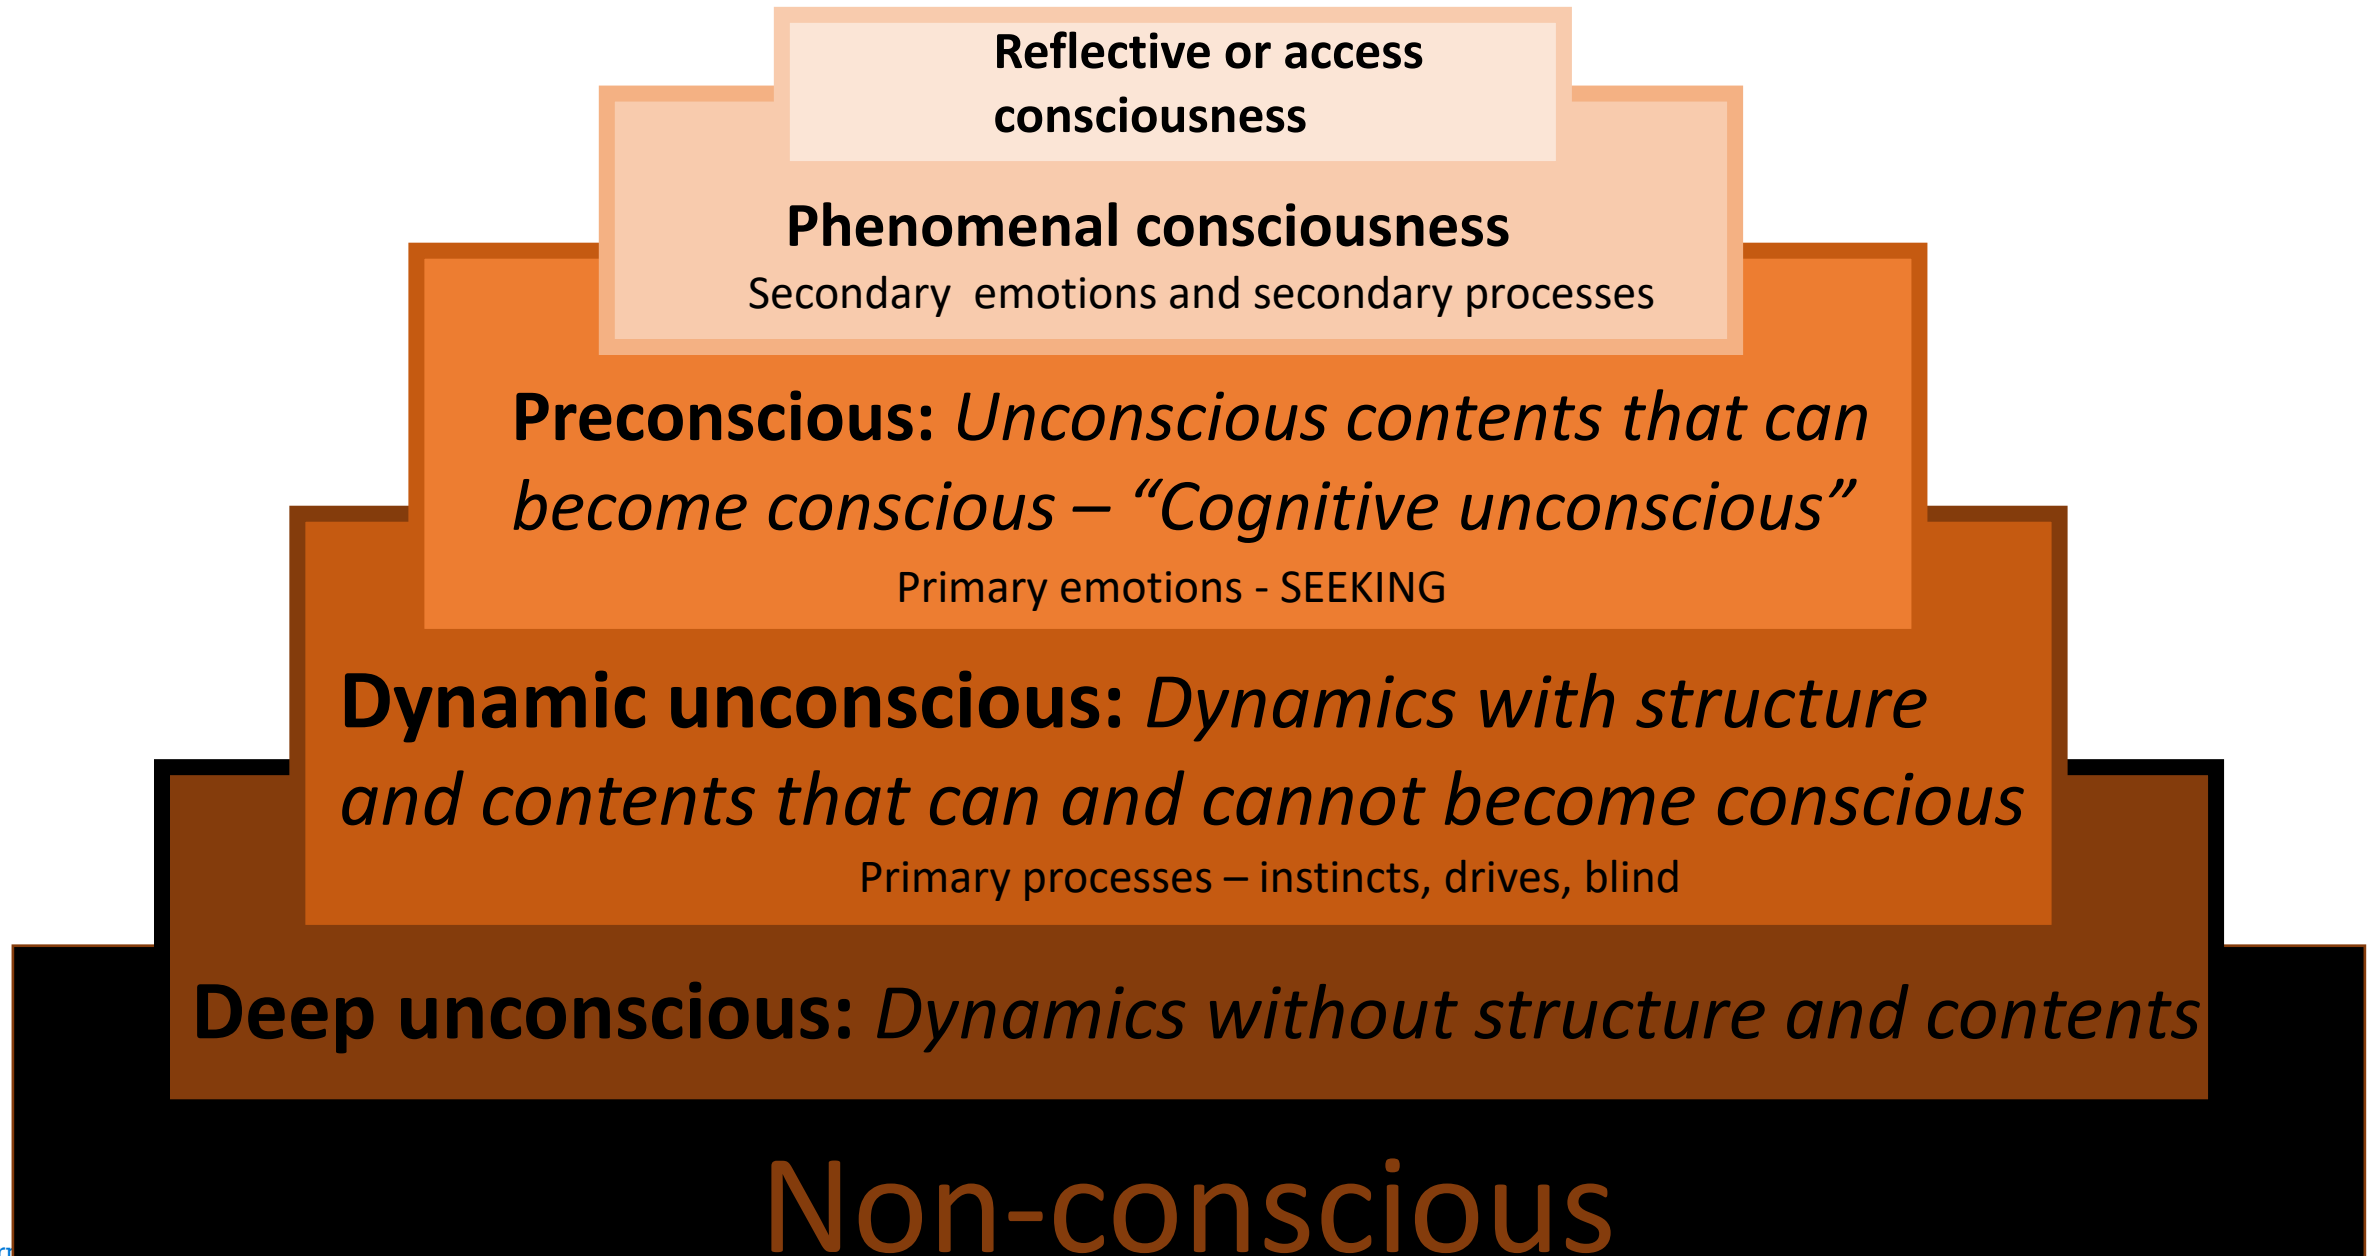 Reflective or access
consciousness
Phenomenal consciousness
Secondary emotions and secondary processes
Preconscious: Unconscious contents that can
become conscious – “Cognitive unconscious”
Primary emotions - SEEKING
Dynamic unconscious: Dynamics with structure
and contents that can and cannot become conscious
Primary processes – instincts, drives, blind
Deep unconscious: Dynamics without structure and contents
Non-conscious